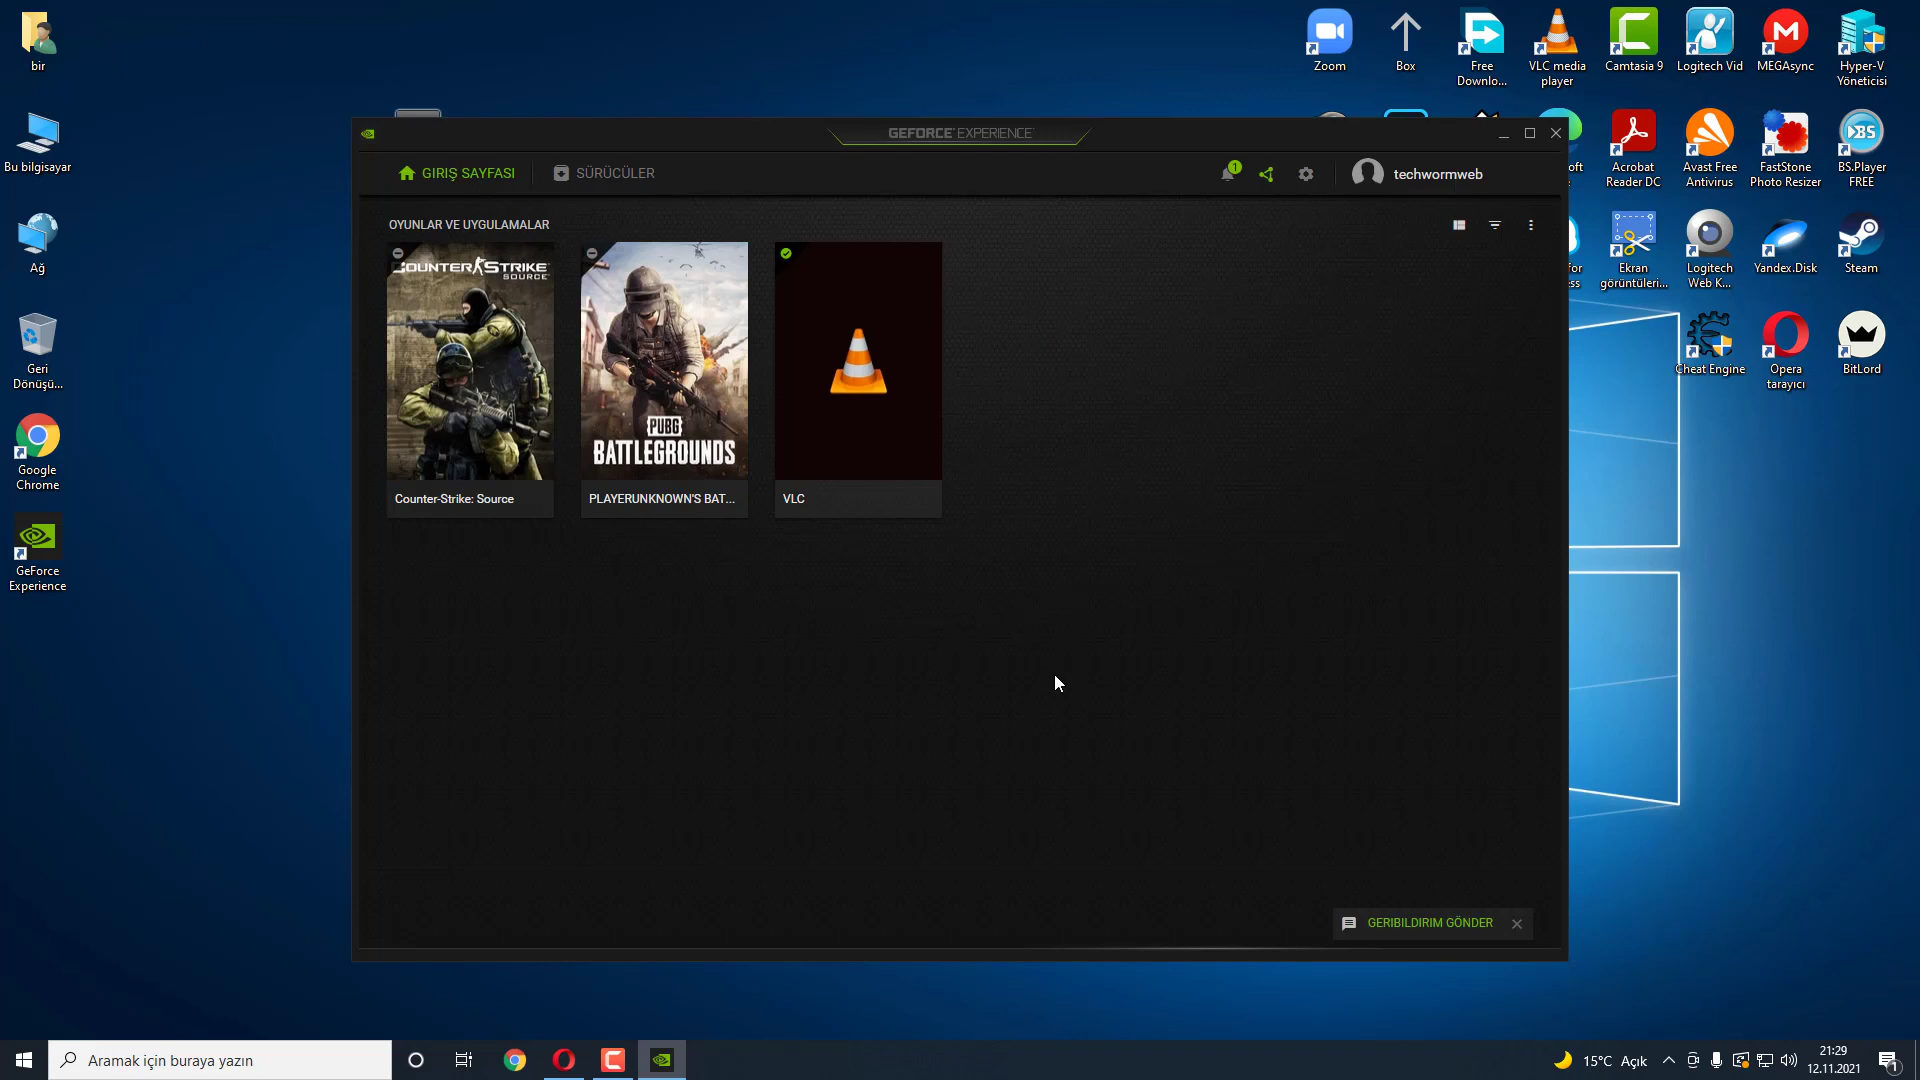 bir
Bu bilgisayar
Ağ
Geri
Dönüşü...
Google
Chrome
GeForce
Experience
Zoom
Box
Free
Downlo...
VLC media
player
Camtasia 9
Logitech Vid
MEGAsync
Hyper-V
Yöneticisi
Acrobat
Reader DC
Avast Free
Antivirus
FastStone
Photo Resizer
BS.Player
FREE
Ekran
görüntüleri...
Logitech
Web K...
Yandex.Disk
Steam
Cheat Engine
Opera
tarayıcı
BitLord
GEFORCE EXPERIENCE
GIRIŞ SAYFASI
SÜRÜCÜLER
1
techwormweb
OYUNLAR VE UYGULAMALAR
COUNTER STRIKE
SOURCE
PUBG
BATTLEGROUNDS
Counter-Strike: Source
PLAYERUNKNOWN'S BAT...
VLC
GERIBILDIRIM GÖNDER
Aramak için buraya yazın
15°C Açık
21:29
12.11.2021
1